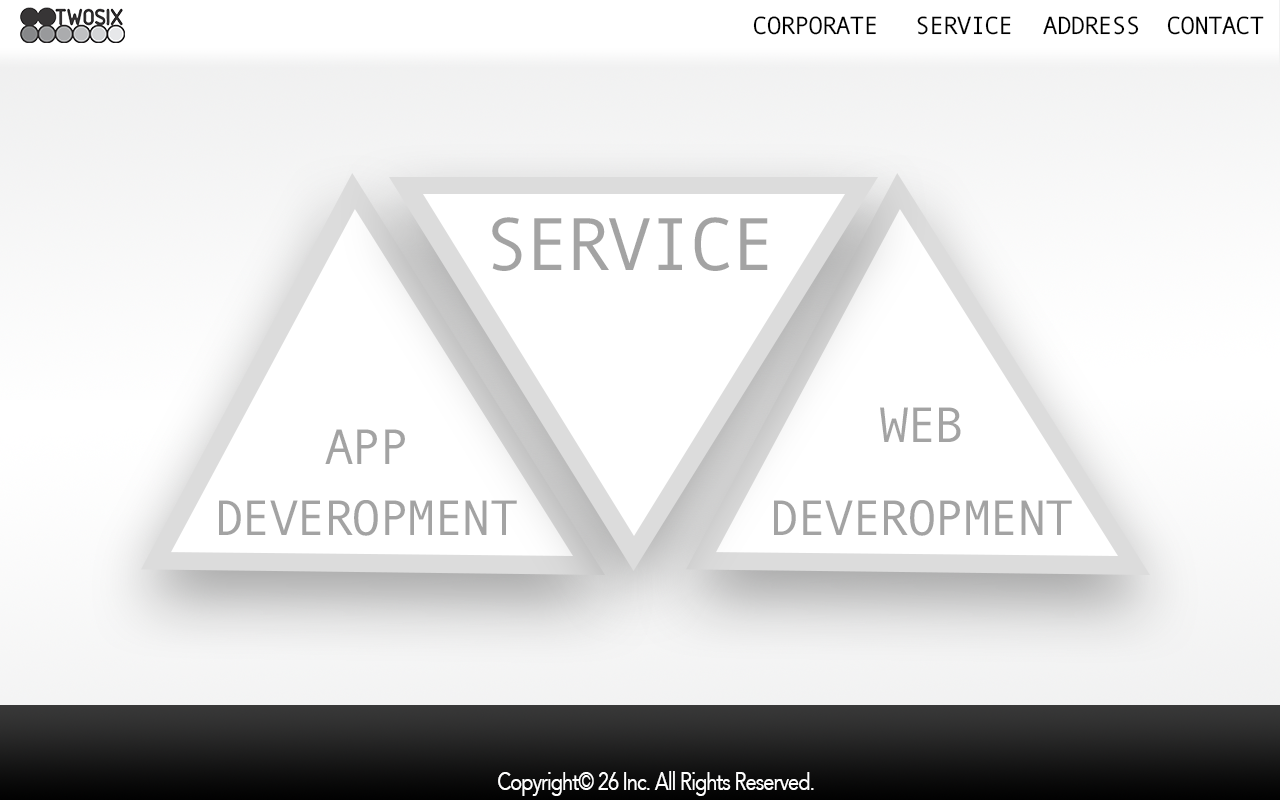 TWOSIX
CORPORATE SERVICE ADDRESS CONTACT
SERVICE
APP
DEVEROPMENT
WEB
DEVEROPMENT
Copyright© 26 Inc. All Rights Reserved.